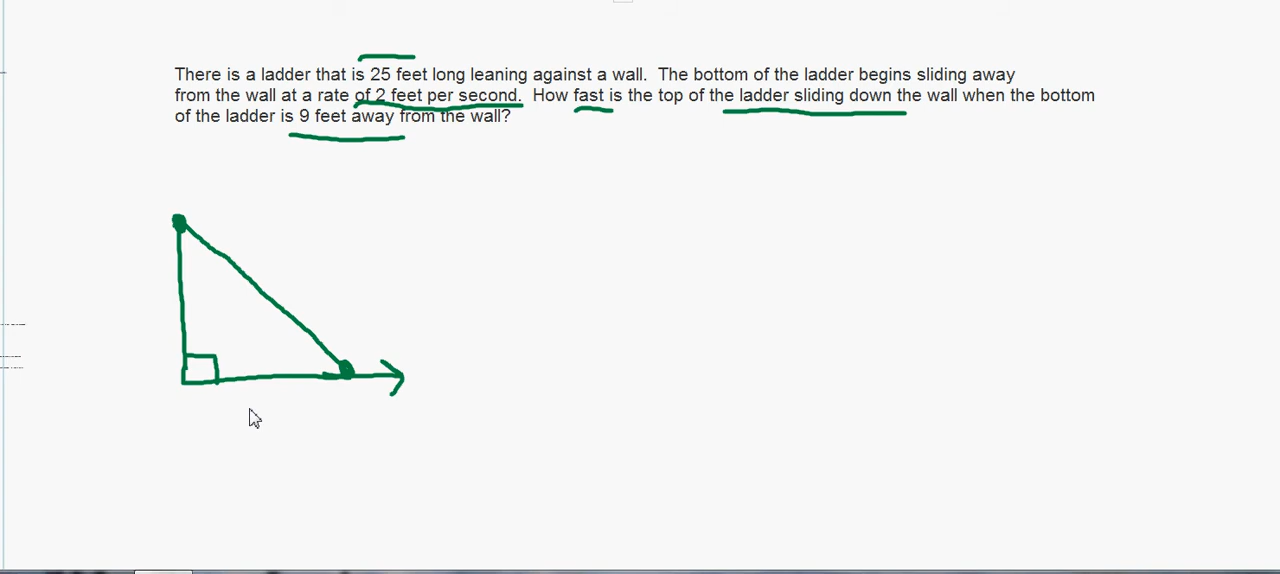 There is a ladder that is 25 feet long leaning against a wall. The bottom of the ladder begins sliding away
from the wall at a rate of 2 feet per second. How fast is the top of the ladder sliding down the wall when the bottom
of the ladder is 9 feet away from the wall?